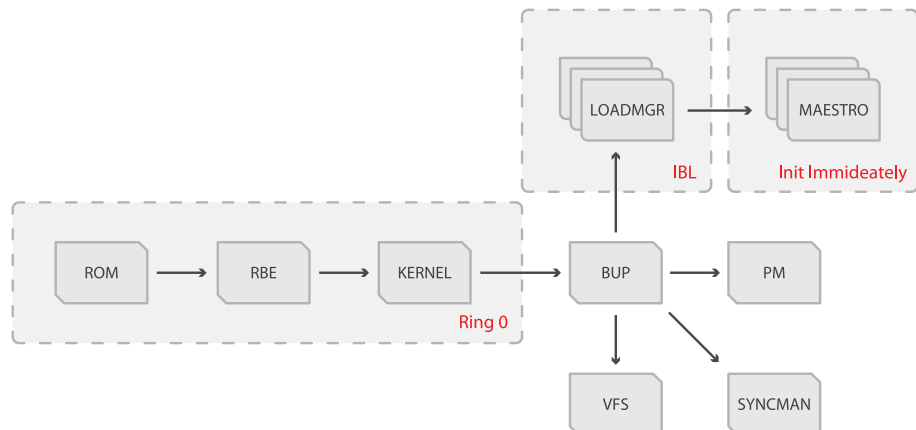 LOADMGR
MAESTRO
IBL
Init Immideately
ROM
RBE
KERNEL
BUP
PM
Ring 0
VFS
SYNCMAN